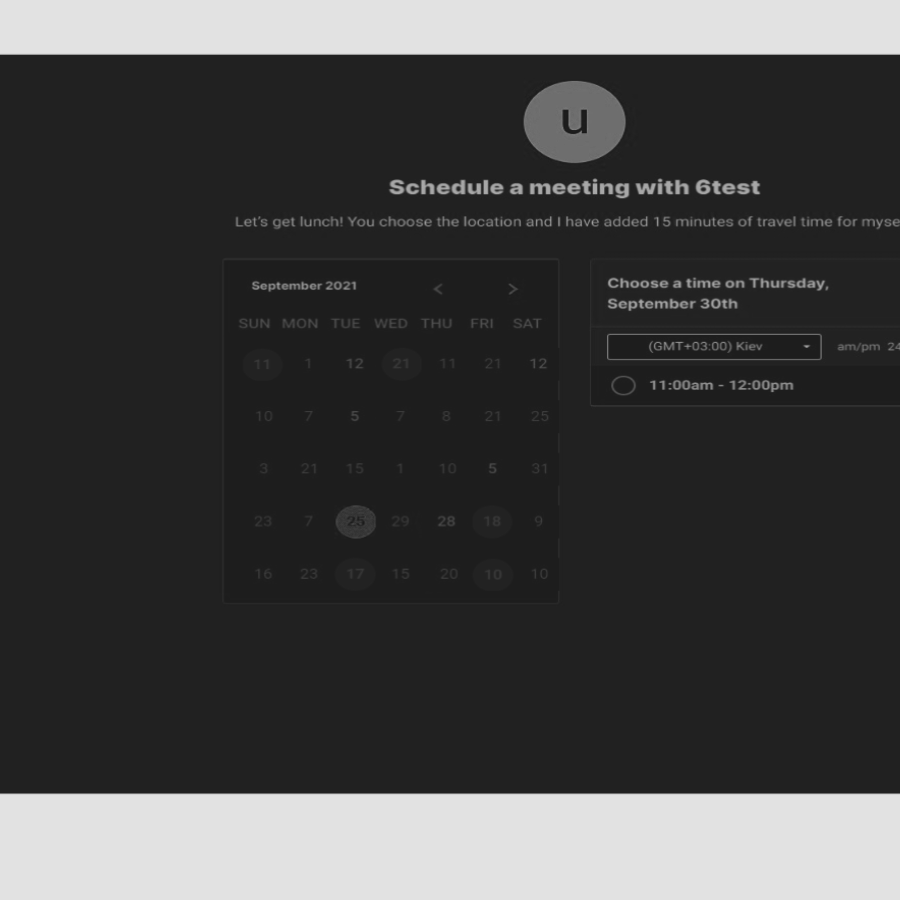 u
Schedule a meeting with 6test
Let's get lunch! You choose the location and I have added 15 minutes of travel time for myse
September 2021 < >
SUN MON TUE WED THU FRI SAT
11 1 12 21 11 21 12
10 7 5 7 8 21 25
3 21 15 1 10 5 31
23 7 25 29 28 18 9
16 23 17 15 20 10 10
Choose a time on Thursday,
September 30th
(GMT+03:00) Kiev am/pm 24
11:00am - 12:00pm